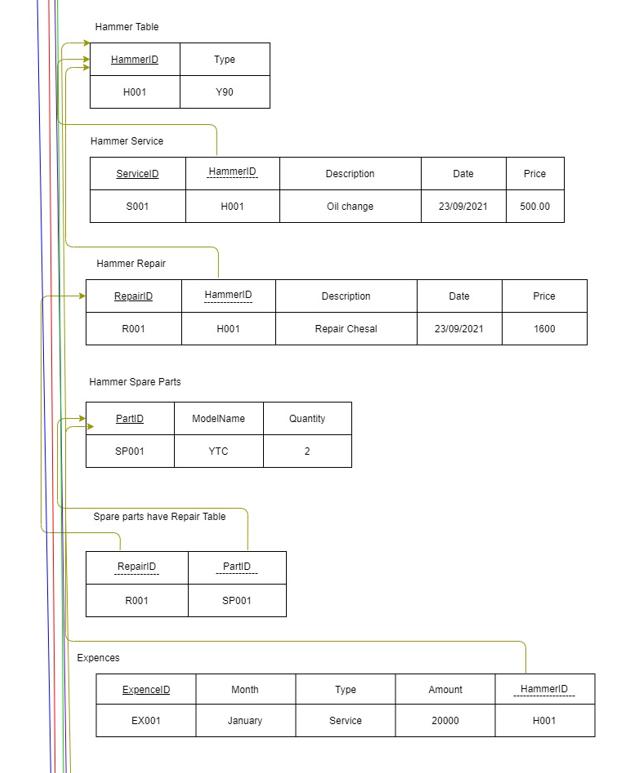 Hammer Table
HammerID Type
H001 Y90
Hammer Service
ServiceID HammerID Description Date Price
S001 H001 Oil change 23/09/2021 500.00
Hammer Repair
RepairID HammerID Description Date Price
R001 H001 Repair Chesal 23/09/2021 1600
Hammer Spare Parts
PartID ModelName Quantity
SP001 YTC 2
Spare parts have Repair Table
RepairID PartID
R001 SP001
Expences
ExpenceID Month Type Amount HammerID
EX001 January Service 20000 H001